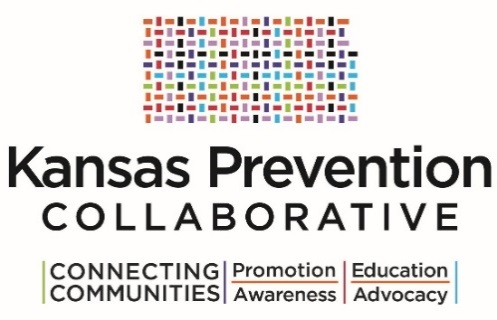 Kansas Prevention
COLLABORATIVE
CONNECTING COMMUNITIES
Promotion
Awareness
Education
Advocacy